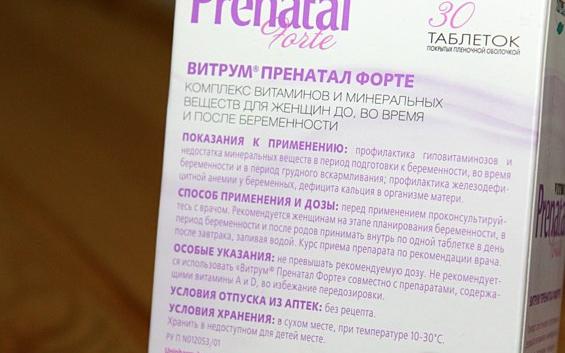 Prenatal
forte
30
ТАБЛЕТОК
ПОКРЫТЫХ ПЛЕНОЧНОЙ ОБОЛОЧКОЙ
ВИТРУМ® ПРЕНАТАЛ ФОРТЕ
КОМПЛЕКС ВИТАМИНОВ И МИНЕРАЛЬНЫХ
ВЕЩЕСТВ ДЛЯ ЖЕНЩИН ДО, ВО ВРЕМЯ
И ПОСЛЕ БЕРЕМЕННОСТИ
ПОКАЗАНИЯ К ПРИМЕНЕНИЮ: профилактика гиповитаминозов и
недостатка минеральных веществ в период подготовки к беременности, во время
беременности и в период грудного вскармливания; профилактика железодефи-
цитной анемии у беременных, дефицита кальция в организме матери.
СПОСОБ ПРИМЕНЕНИЯ И ДОЗЫ: перед применением проконсультируй-
тесь с врачом. Рекомендуется женщинам на этапе планирования беременности, в
период беременности и после родов принимать внутрь по одной таблетке в день
после завтрака, запивая водой. Курс приема препарата по рекомендации врача.
ОСОБЫЕ УКАЗАНИЯ: не превышать рекомендуемую дозу. Не рекомендует-
ся использовать «Витрум® Пренатал Форте» совместно с препаратами, содержа-
щими витамины А и D, во избежание передозировки.
УСЛОВИЯ ОТПУСКА ИЗ АПТЕК: без рецепта.
УСЛОВИЯ ХРАНЕНИЯ: в сухом месте, при температуре 10-30°С.
Хранить в недоступном для детей месте.
РУ П N012053/01
Prenatal